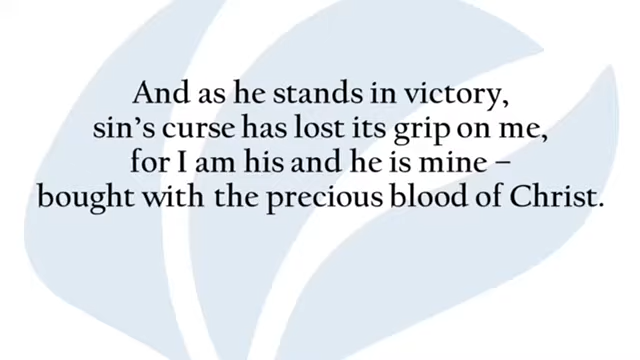 And as he stands in victory,
sin's curse has lost its grip on me,
for I am his and he is mine –
bought with the precious blood of Christ.